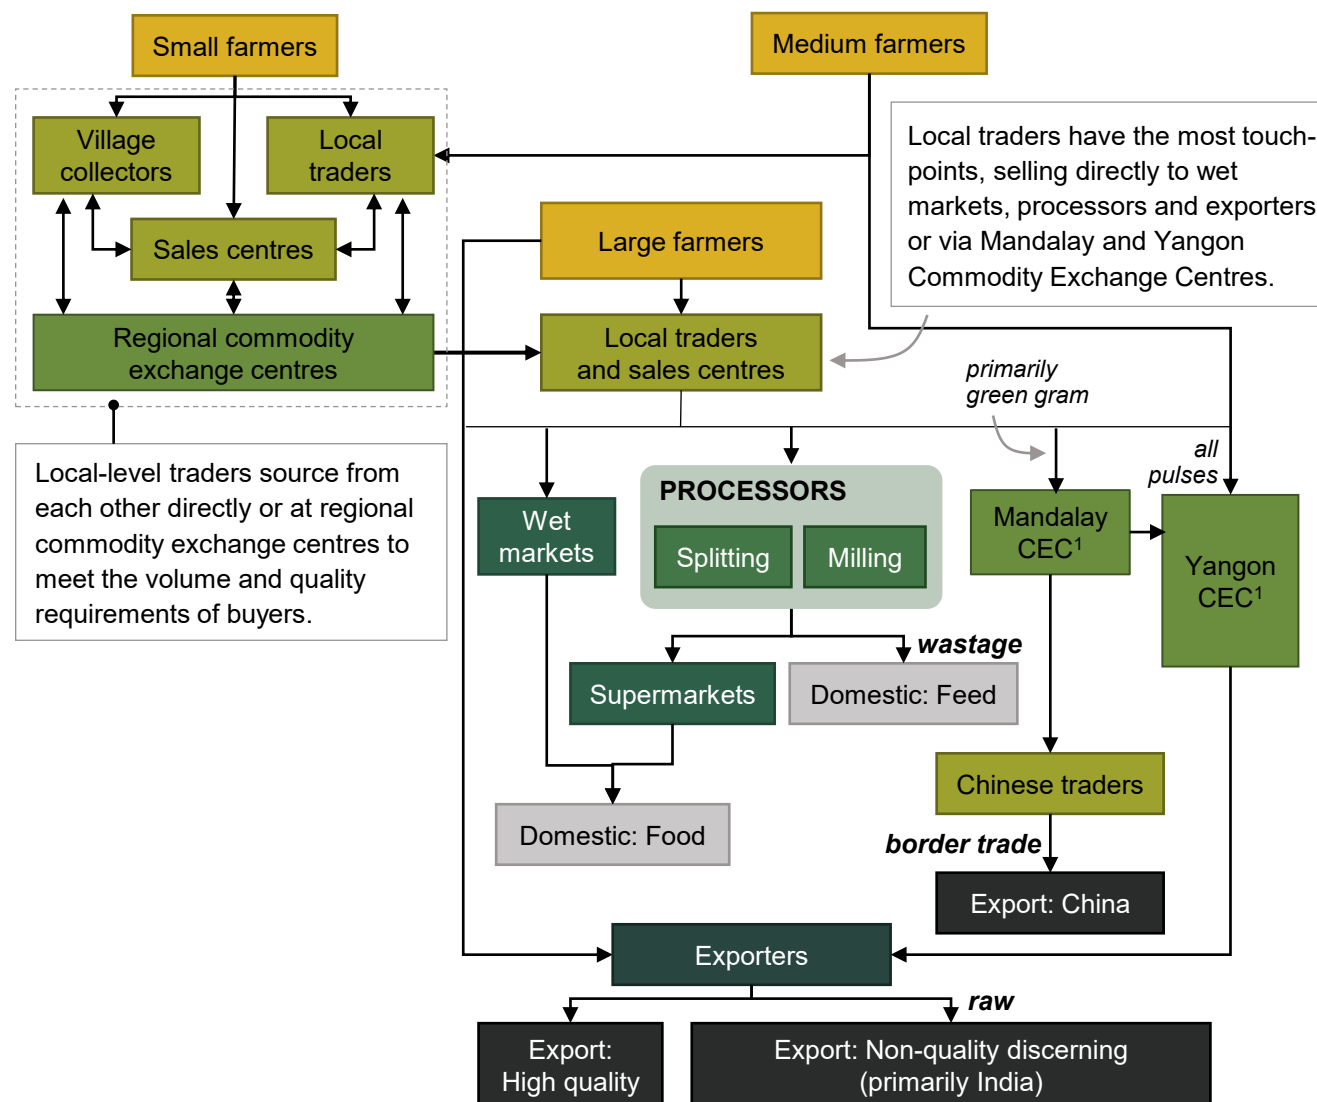 Small farmers
Medium farmers
Village
collectors
Local
traders
Local traders have the most touch-
points, selling directly to wet
markets, processors and exporters
or via Mandalay and Yangon
Commodity Exchange Centres.
Sales centres
Large farmers
Regional commodity
exchange centres
Local traders
and sales centres
primarily
green gram
all
pulses
Local-level traders source from
each other directly or at regional
commodity exchange centres to
meet the volume and quality
requirements of buyers.
Wet
markets
PROCESSORS
Splitting
Milling
Mandalay
CEC¹
Yangon
CEC¹
wastage
Supermarkets
Domestic: Feed
Chinese traders
Domestic: Food
border trade
Export: China
Exporters
raw
Export:
High quality
Export: Non-quality discerning
(primarily India)